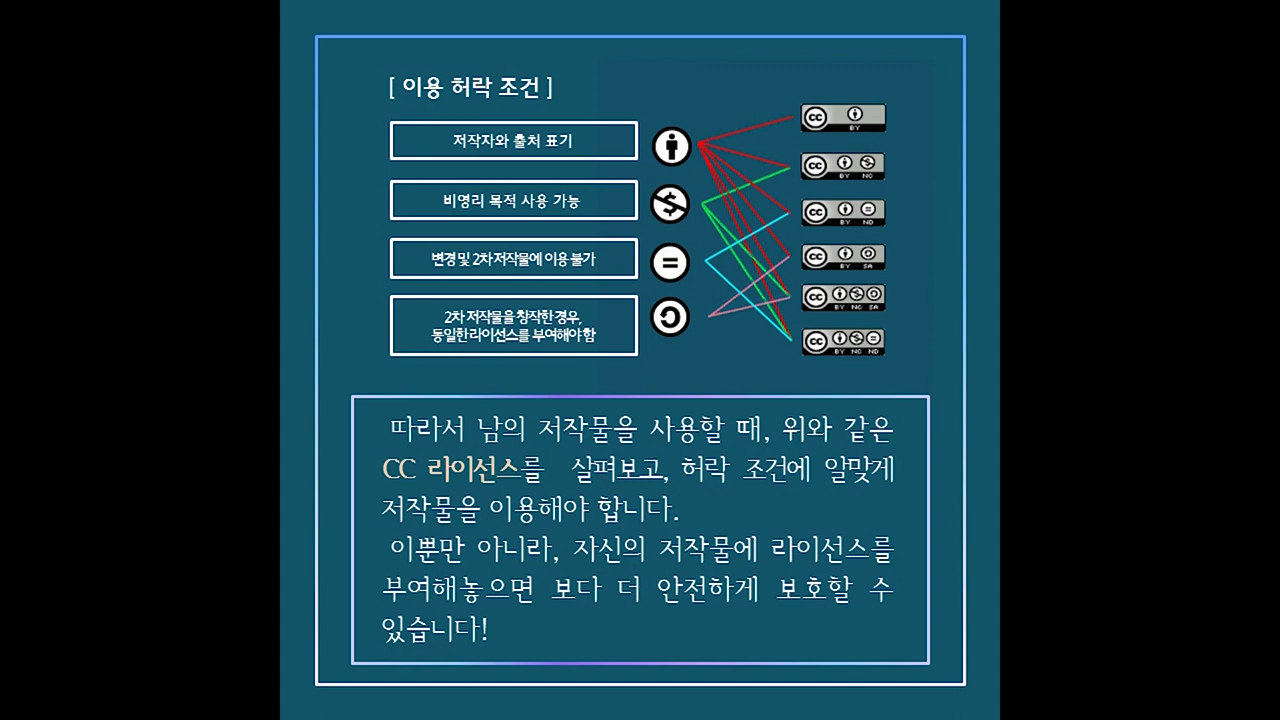 [ 이용 허락 조건 ]
저작자와 출처 표기
비영리 목적 사용 가능
변경 및 2차 저작물에 이용 불가
2차 저작물을 창작한 경우,
동일한 라이선스를 부여해야 함
cc
BY
cc
BY NC
cc
BY ND
cc
BY SA
cc
BY NC SA
cc
BY NC ND
따라서 남의 저작물을 사용할 때, 위와 같은
CC 라이선스를 살펴보고, 허락 조건에 알맞게
저작물을 이용해야 합니다.
이뿐만 아니라, 자신의 저작물에 라이선스를
부여해놓으면 보다 더 안전하게 보호할 수
있습니다!